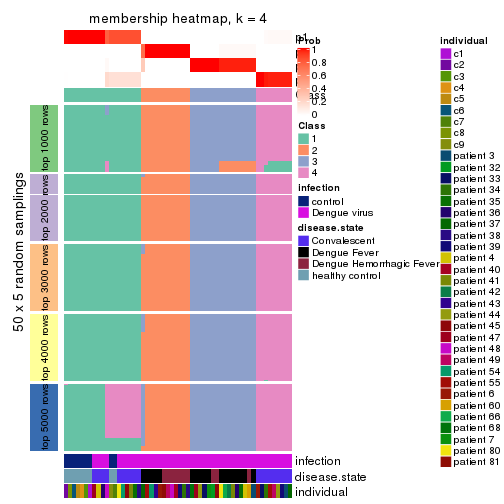 membership heatmap, k = 4
50 x 5 random samplings
top 1000 rows
top 2000 rows
top 3000 rows
top 4000 rows
top 5000 rows
p1
Prob
1
0.8
0.6
0.4
0.2
0
Class
1
2
3
4
infection
control
Dengue virus
disease.state
Convalescent
Dengue Fever
Dengue Hemorrhagic Fever
healthy control
infection
disease.state
individual
individual
c1
c2
c3
c4
c5
c6
c7
c8
c9
patient 3
patient 32
patient 33
patient 34
patient 35
patient 36
patient 37
patient 38
patient 39
patient 4
patient 40
patient 41
patient 42
patient 43
patient 44
patient 45
patient 47
patient 48
patient 49
patient 54
patient 55
patient 6
patient 60
patient 66
patient 68
patient 7
patient 80
patient 81